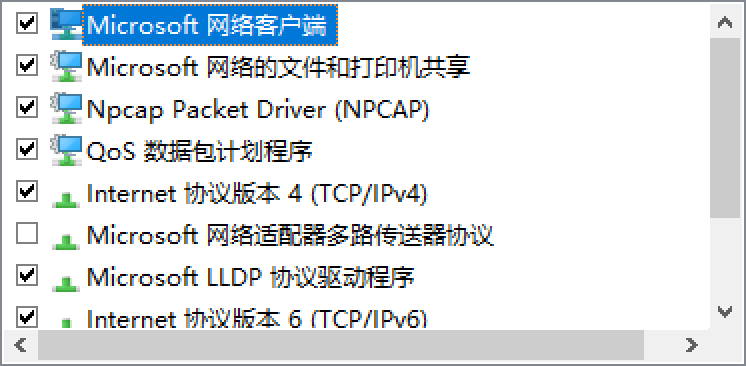 Microsoft 网络客户端
Microsoft 网络的文件和打印机共享
Npcap Packet Driver (NPCAP)
QoS 数据包计划程序
Internet 协议版本 4 (TCP/IPv4)
Microsoft 网络适配器多路传送器协议
Microsoft LLDP 协议驱动程序
Internet 协议版本 6 (TCP/IPv6)